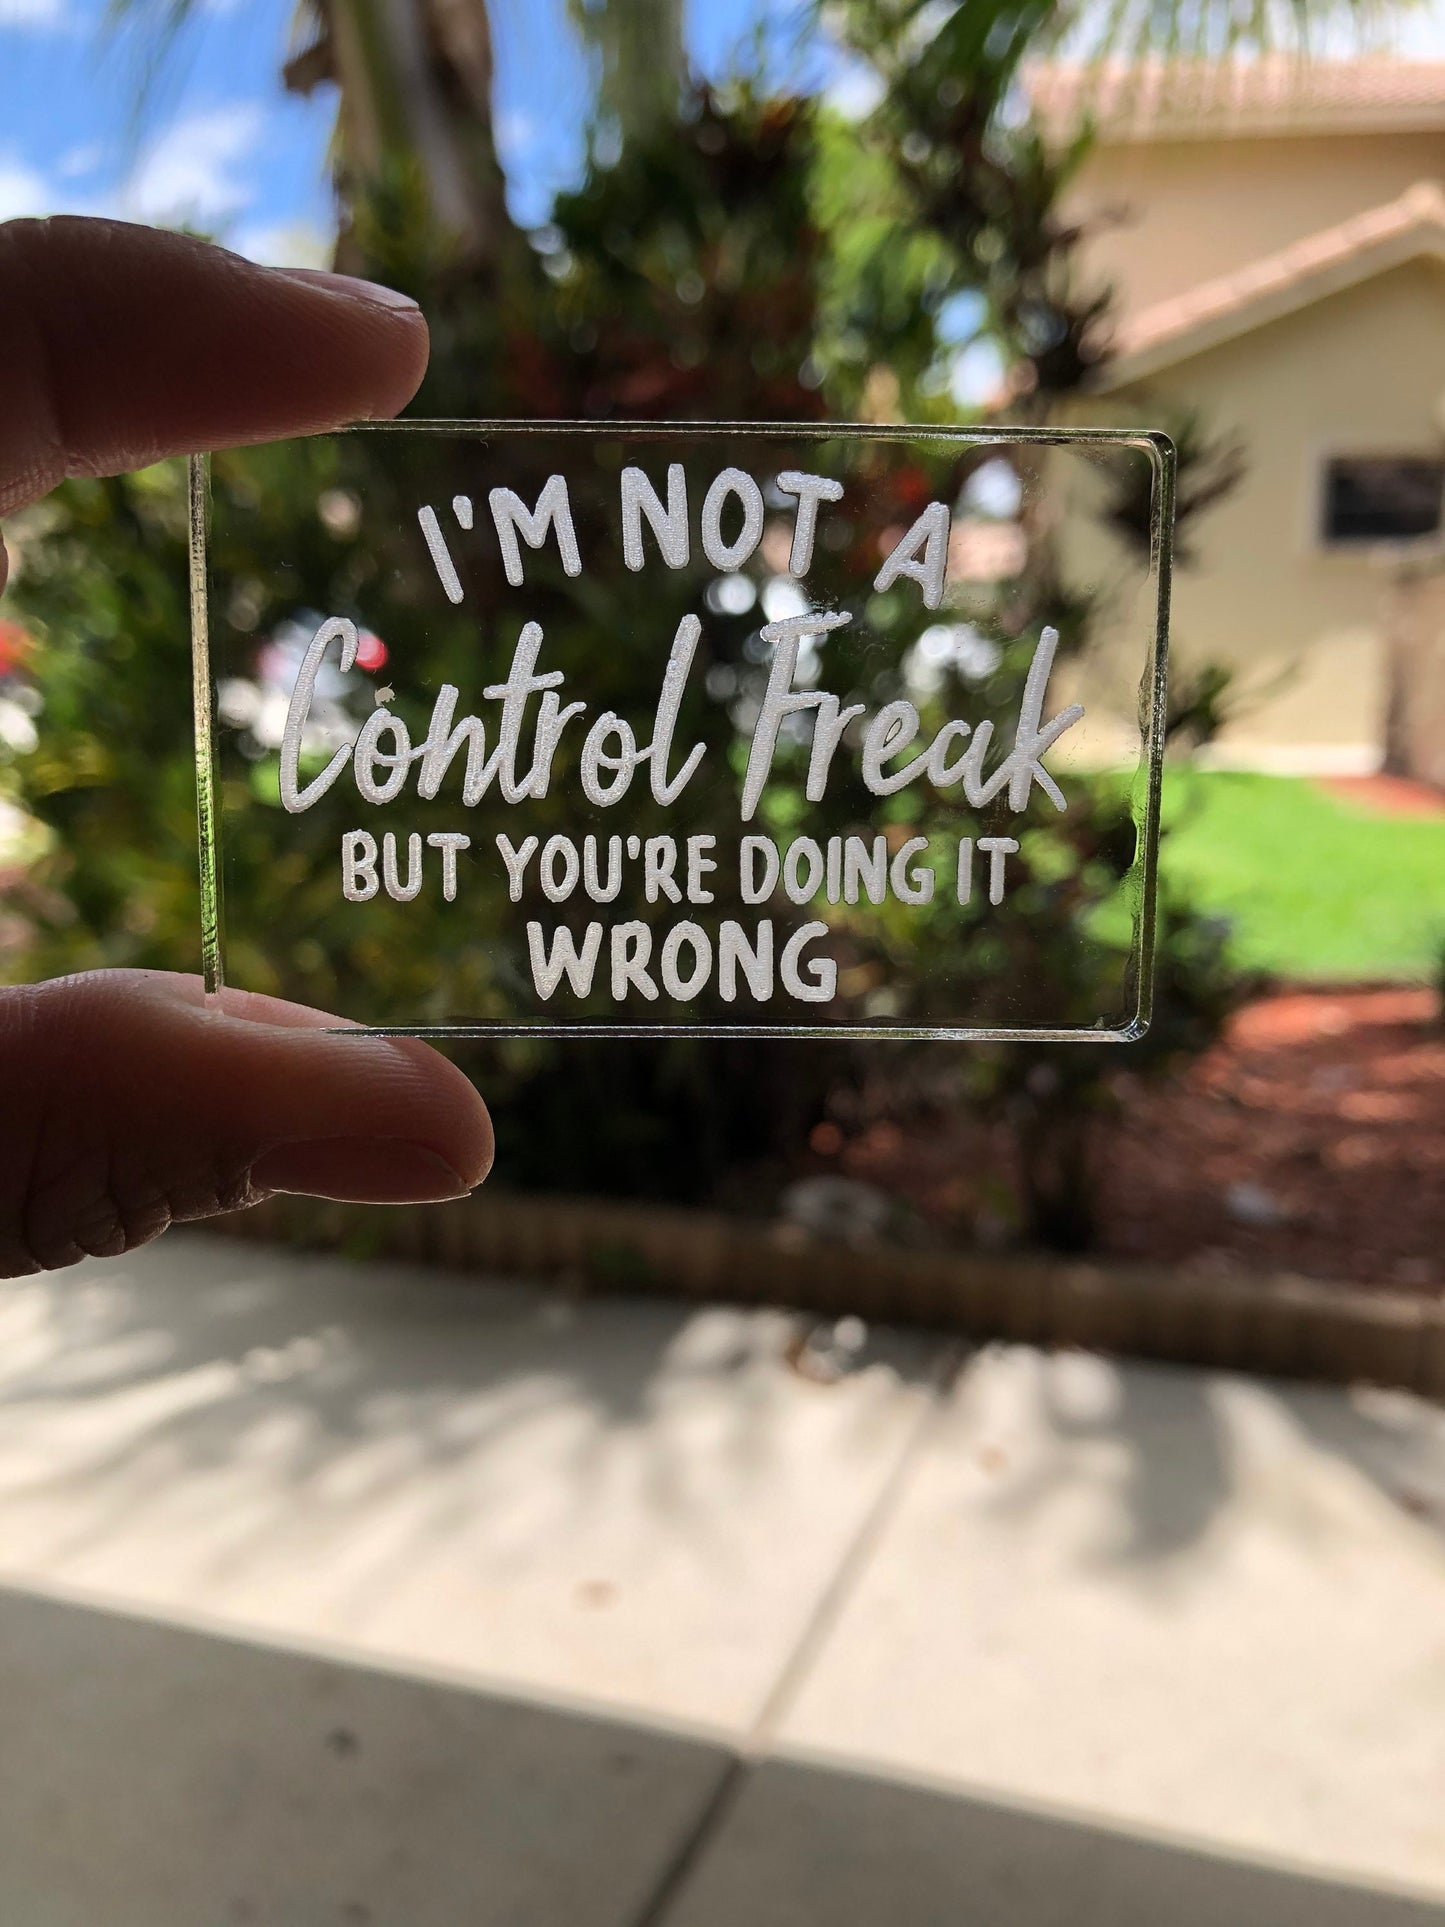 I'M NOT A
Control Freak
BUT YOU'RE DOING IT
WRONG